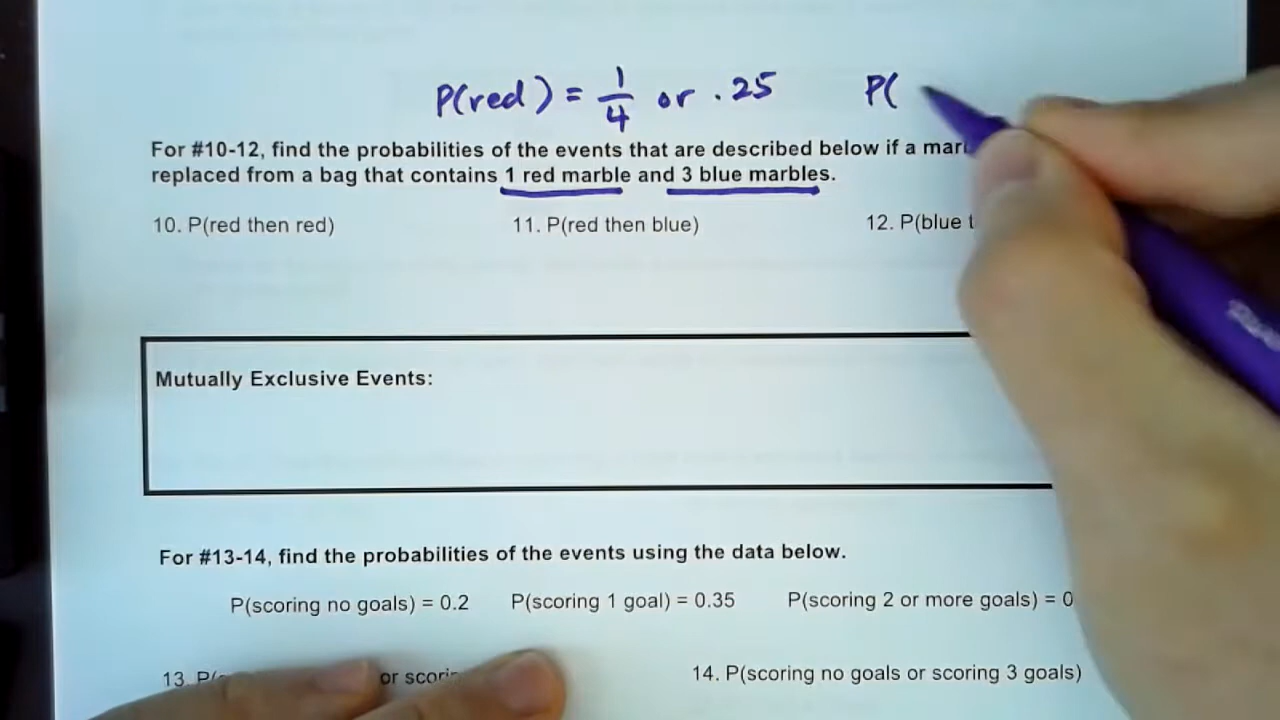 P(red) = 1/4 or .25 P(
For #10-12, find the probabilities of the events that are described below if a
replaced from a bag that contains 1 red marble and 3 blue marbles.
10. P(red then red) 11. P(red then blue) 12. P(blue
Mutually Exclusive Events:
For #13-14, find the probabilities of the events using the data below.
P(scoring no goals) = 0.2 P(scoring 1 goal) = 0.35 P(scoring 2 or more goals) = 0
13. P( or 14. P(scoring no goals or scoring 3 goals)